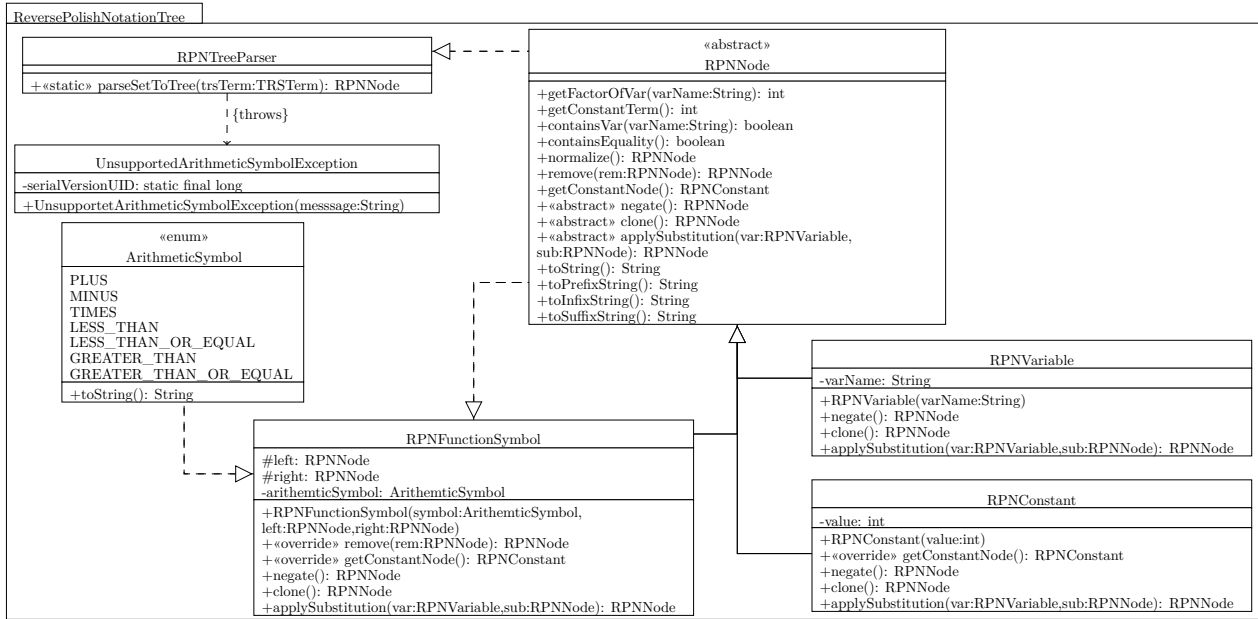 ReversePolishNotationTree
RPNTreeParser
+«static» parseSetToTree(trsTerm:TRSTerm): RPNNode
{throws}
UnsupportedArithmeticSymbolException
-serialVersionUID: static final long
+UnsupportetArithmeticSymbolException(messsage:String)
«enum»
ArithmeticSymbol
PLUS
MINUS
TIMES
LESS_THAN
LESS_THAN_OR_EQUAL
GREATER_THAN
GREATER_THAN_OR_EQUAL
+toString(): String
«abstract»
RPNNode
+getFactorOfVar(varName:String): int
+getConstantTerm(): int
+containsVar(varName:String): boolean
+containsEquality(): boolean
+normalize(): RPNNode
+remove(rem:RPNNode): RPNNode
+getConstantNode(): RPNConstant
+«abstract» negate(): RPNNode
+«abstract» clone(): RPNNode
+«abstract» applySubstitution(var:RPNVariable,
sub:RPNNode): RPNNode
+toString(): String
+toPrefixString(): String
+toInfixString(): String
+toSuffixString(): String
RPNFunctionSymbol
#left: RPNNode
#right: RPNNode
-arithemticSymbol: ArithemticSymbol
+RPNFunctionSymbol(symbol:ArithemticSymbol,
left:RPNNode,right:RPNNode)
+«override» remove(rem:RPNNode): RPNNode
+«override» getConstantNode(): RPNConstant
+negate(): RPNNode
+clone(): RPNNode
+applySubstitution(var:RPNVariable,sub:RPNNode): RPNNode
RPNVariable
-varName: String
+RPNVariable(varName:String)
+negate(): RPNNode
+clone(): RPNNode
+applySubstitution(var:RPNVariable,sub:RPNNode): RPNNode
RPNConstant
-value: int
+RPNConstant(value:int)
+«override» getConstantNode(): RPNConstant
+negate(): RPNNode
+clone(): RPNNode
+applySubstitution(var:RPNVariable,sub:RPNNode): RPNNode